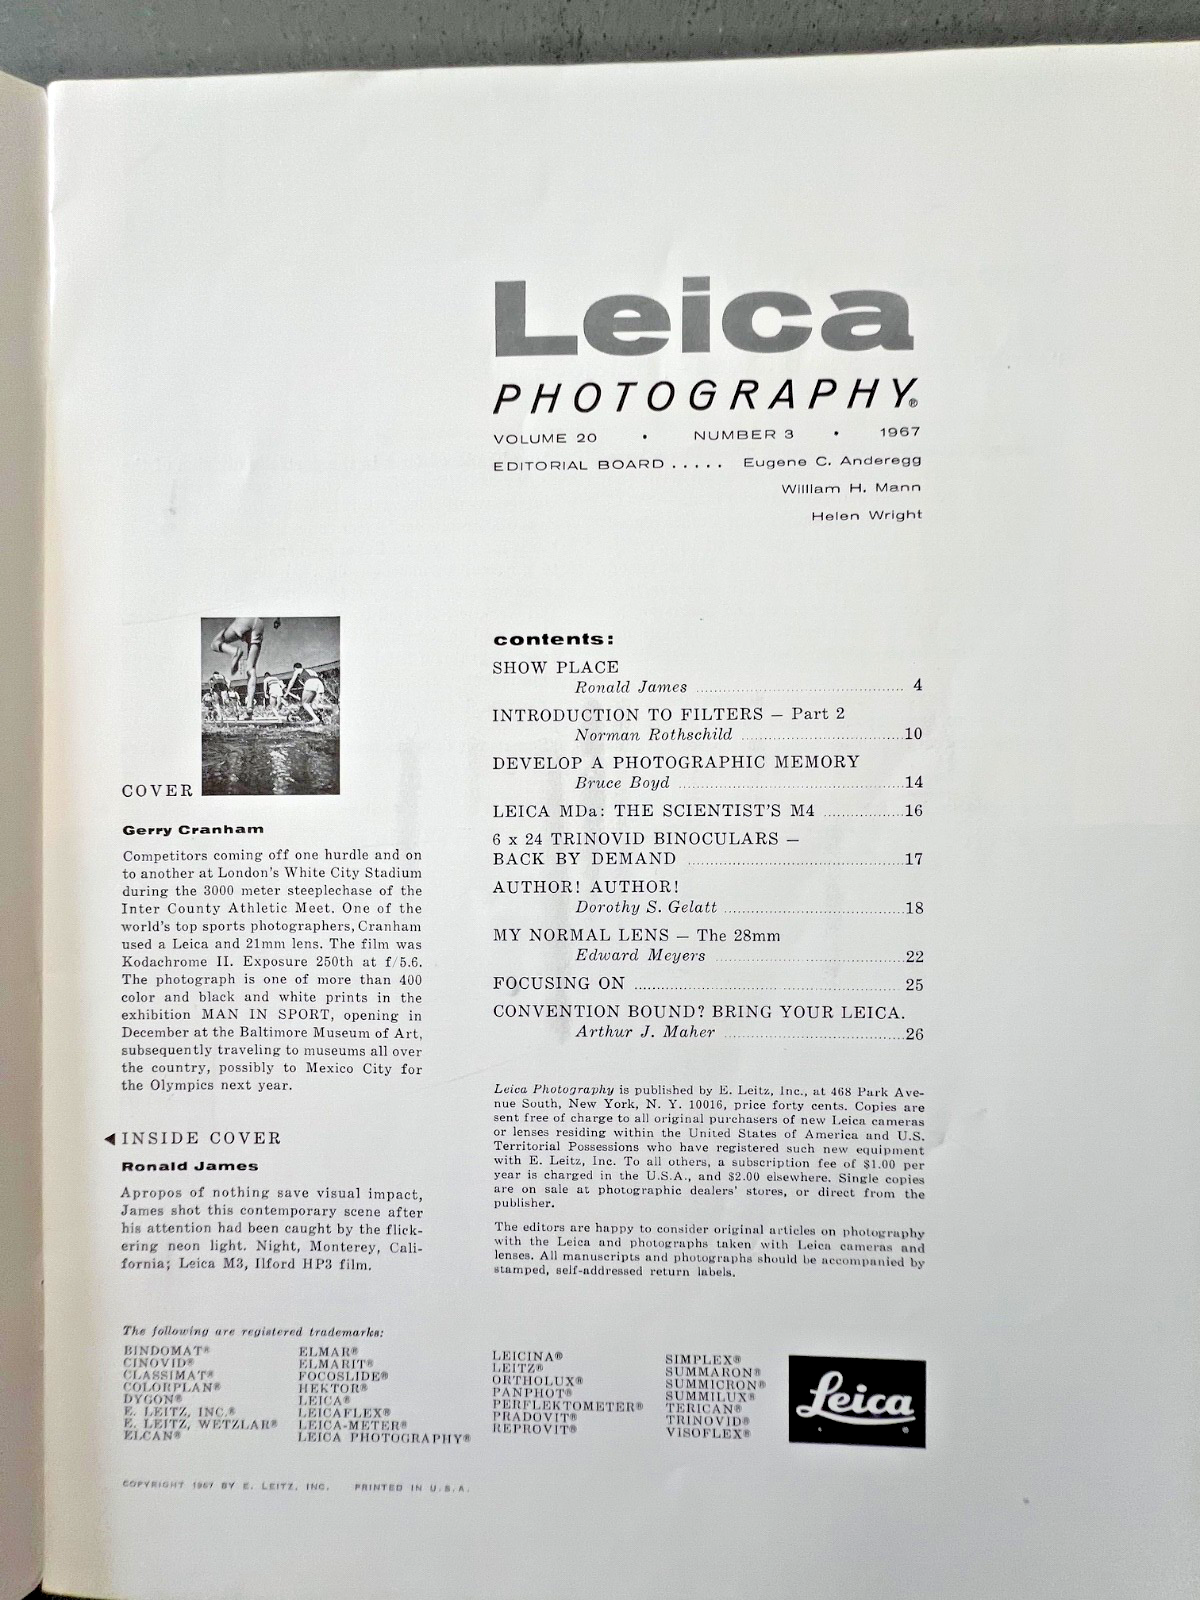 Leica
PHOTOGRAPHY®
VOLUME 20 • NUMBER 3 • 1967
EDITORIAL BOARD ..... Eugene C. Anderegg
William H. Mann
Helen Wright
COVER
Gerry Cranham
Competitors coming off one hurdle and on
to another at London's White City Stadium
during the 3000 meter steeplechase of the
Inter County Athletic Meet. One of the
world's top sports photographers, Cranham
used a Leica and 21mm lens. The film was
Kodachrome II. Exposure 250th at f/5.6.
The photograph is one of more than 400
color and black and white prints in the
exhibition MAN IN SPORT, opening in
December at the Baltimore Museum of Art,
subsequently traveling to museums all over
the country, possibly to Mexico City for
the Olympics next year.
◀INSIDE COVER
Ronald James
Apropos of nothing save visual impact,
James shot this contemporary scene after
his attention had been caught by the flick-
ering neon light. Night, Monterey, Cali-
fornia; Leica M3, Ilford HP3 film.
contents:
SHOW PLACE
Ronald James ........ 4
INTRODUCTION TO FILTERS – Part 2
Norman Rothschild ........ 10
DEVELOP A PHOTOGRAPHIC MEMORY
Bruce Boyd ........ 14
LEICA MDa: THE SCIENTIST'S M4 ........ 16
6 x 24 TRINOVID BINOCULARS –
BACK BY DEMAND ........ 17
AUTHOR! AUTHOR!
Dorothy S. Gelatt ........ 18
MY NORMAL LENS – The 28mm
Edward Meyers ........ 22
FOCUSING ON ........ 25
CONVENTION BOUND? BRING YOUR LEICA.
Arthur J. Maher ........ 26
Leica Photography is published by E. Leitz, Inc., at 468 Park Ave-
nue South, New York, N. Y. 10016, price forty cents. Copies are
sent free of charge to all original purchasers of new Leica cameras
or lenses residing within the United States of America and U.S.
Territorial Possessions who have registered such new equipment
with E. Leitz, Inc. To all others, a subscription fee of $1.00 per
year is charged in the U.S.A., and $2.00 elsewhere. Single copies
are on sale at photographic dealers' stores, or direct from the
publisher.
The editors are happy to consider original articles on photography
with the Leica and photographs taken with Leica cameras and
lenses. All manuscripts and photographs should be accompanied by
stamped, self-addressed return labels.
The following are registered trademarks:
BINDOMAT®
CINOVID®
CLASSIMAT®
COLORPLAN®
DYGON®
E. LEITZ, INC.®
E. LEITZ, WETZLAR®
ELCAN®
ELMAR®
ELMARIT®
FOCOSLIDE®
HEKTOR®
LEICA®
LEICAFLEX®
LEICA-METER®
LEICA PHOTOGRAPHY®
LEICINA®
LEITZ®
ORTHOLUX®
PANPHOT®
PERFLEKTOMETER®
PRADOVIT®
REPROVIT®
SIMPLEX®
SUMMARON®
SUMMICRON®
SUMMILUX®
TERICAN®
TRINOVID®
VISOFLEX®
Leica
COPYRIGHT 1967 BY E. LEITZ, INC. PRINTED IN U.S.A.